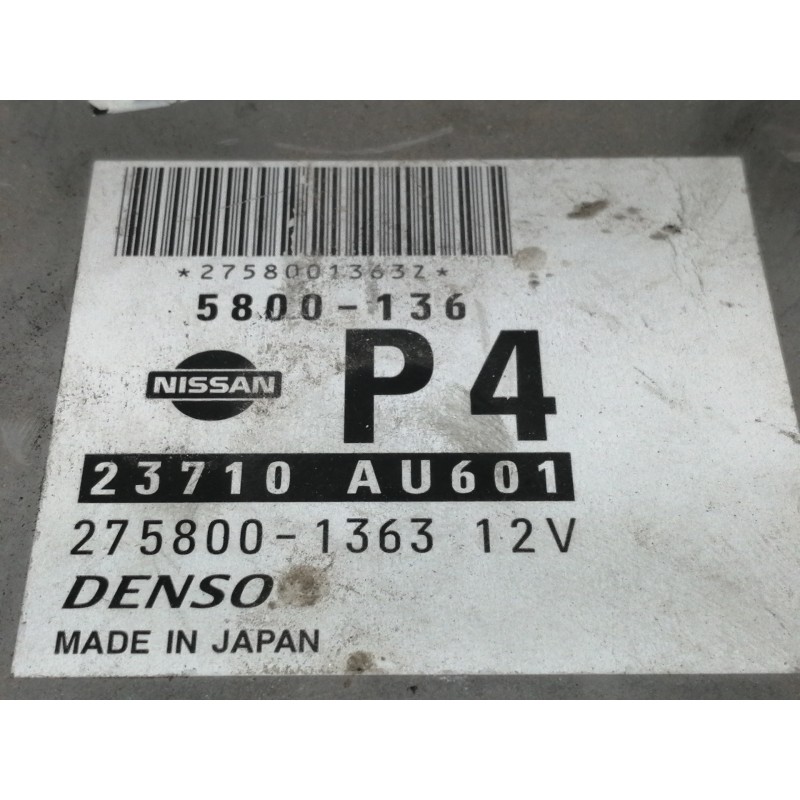 *2758001363Z*
5800-136
NISSAN P4
23710 AU601
275800-1363 12V
DENSO
MADE IN JAPAN